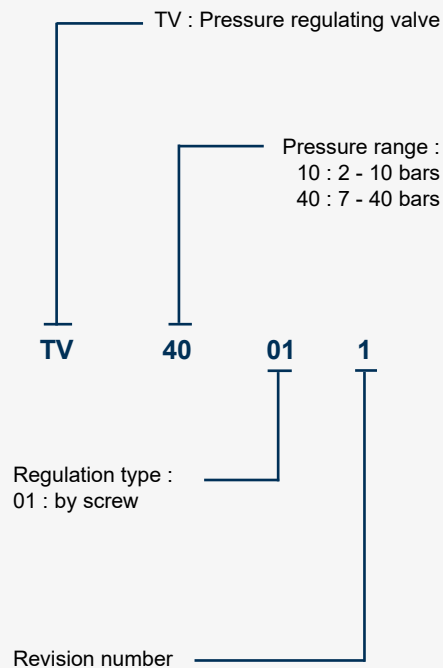 TV : Pressure regulating valve
Pressure range :
10 : 2 - 10 bars
40 : 7 - 40 bars
TV 40 01 1
Regulation type :
01 : by screw
Revision number